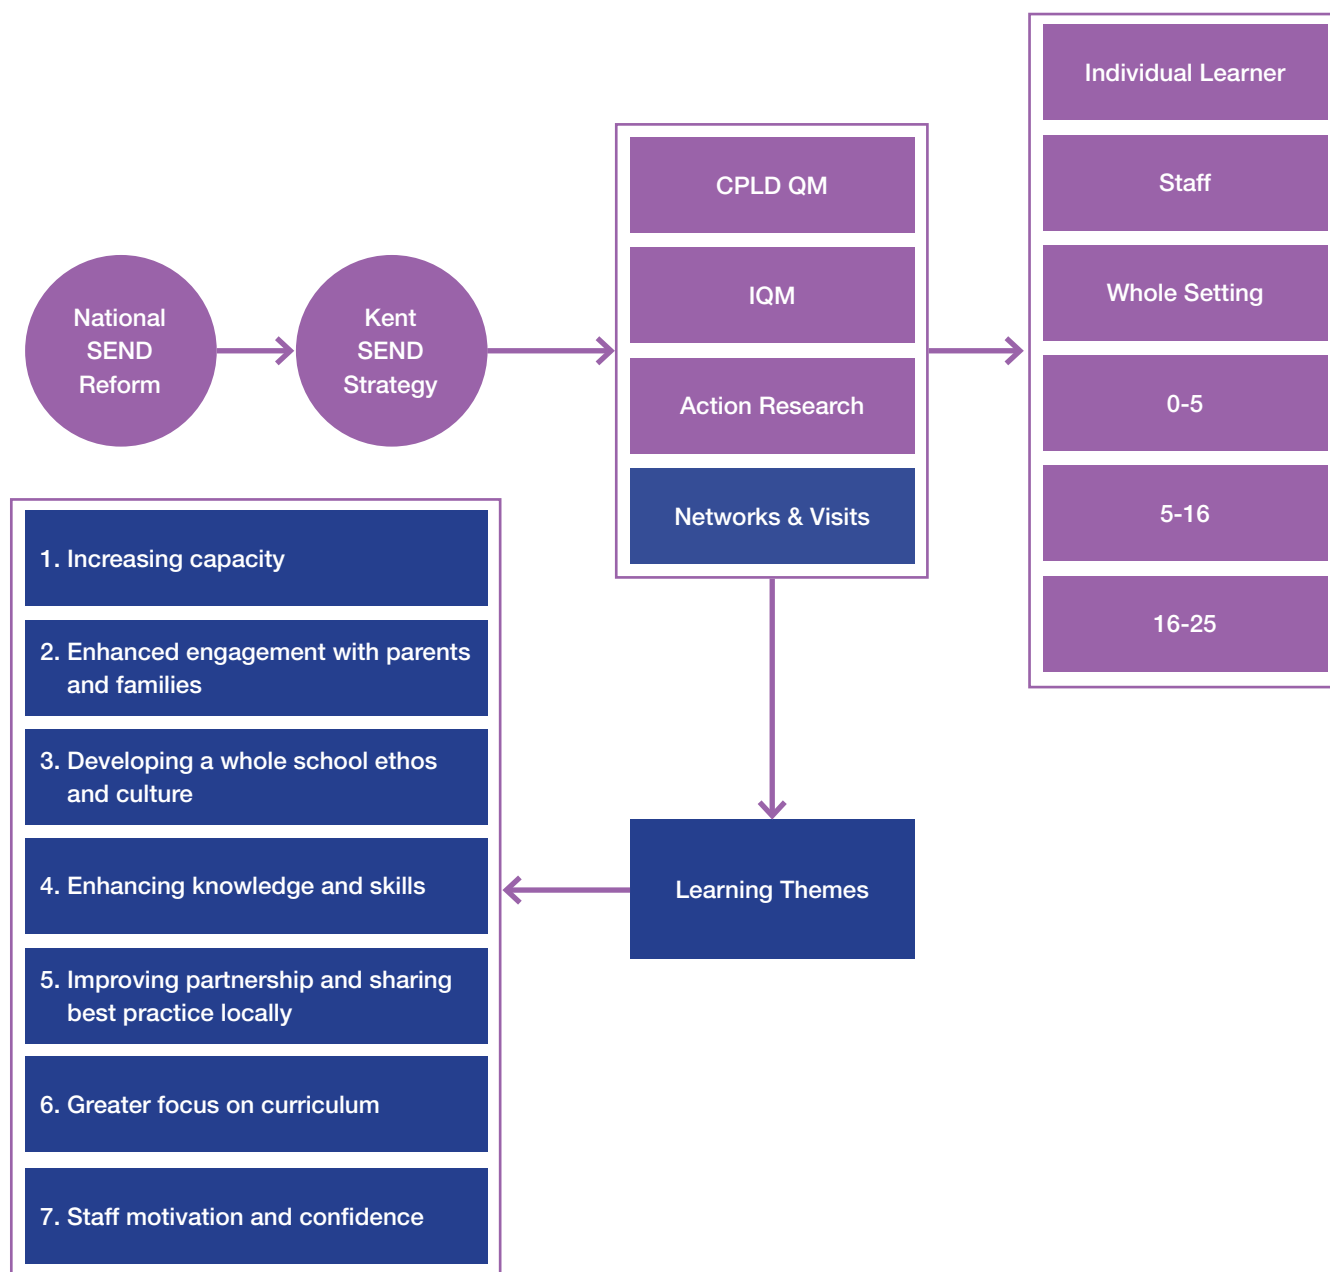 National
SEND
Reform
Kent
SEND
Strategy
CPLD QM
IQM
Action Research
Networks & Visits
Individual Learner
Staff
Whole Setting
0-5
5-16
16-25
Learning Themes
1. Increasing capacity
2. Enhanced engagement with parents
and families
3. Developing a whole school ethos
and culture
4. Enhancing knowledge and skills
5. Improving partnership and sharing
best practice locally
6. Greater focus on curriculum
7. Staff motivation and confidence